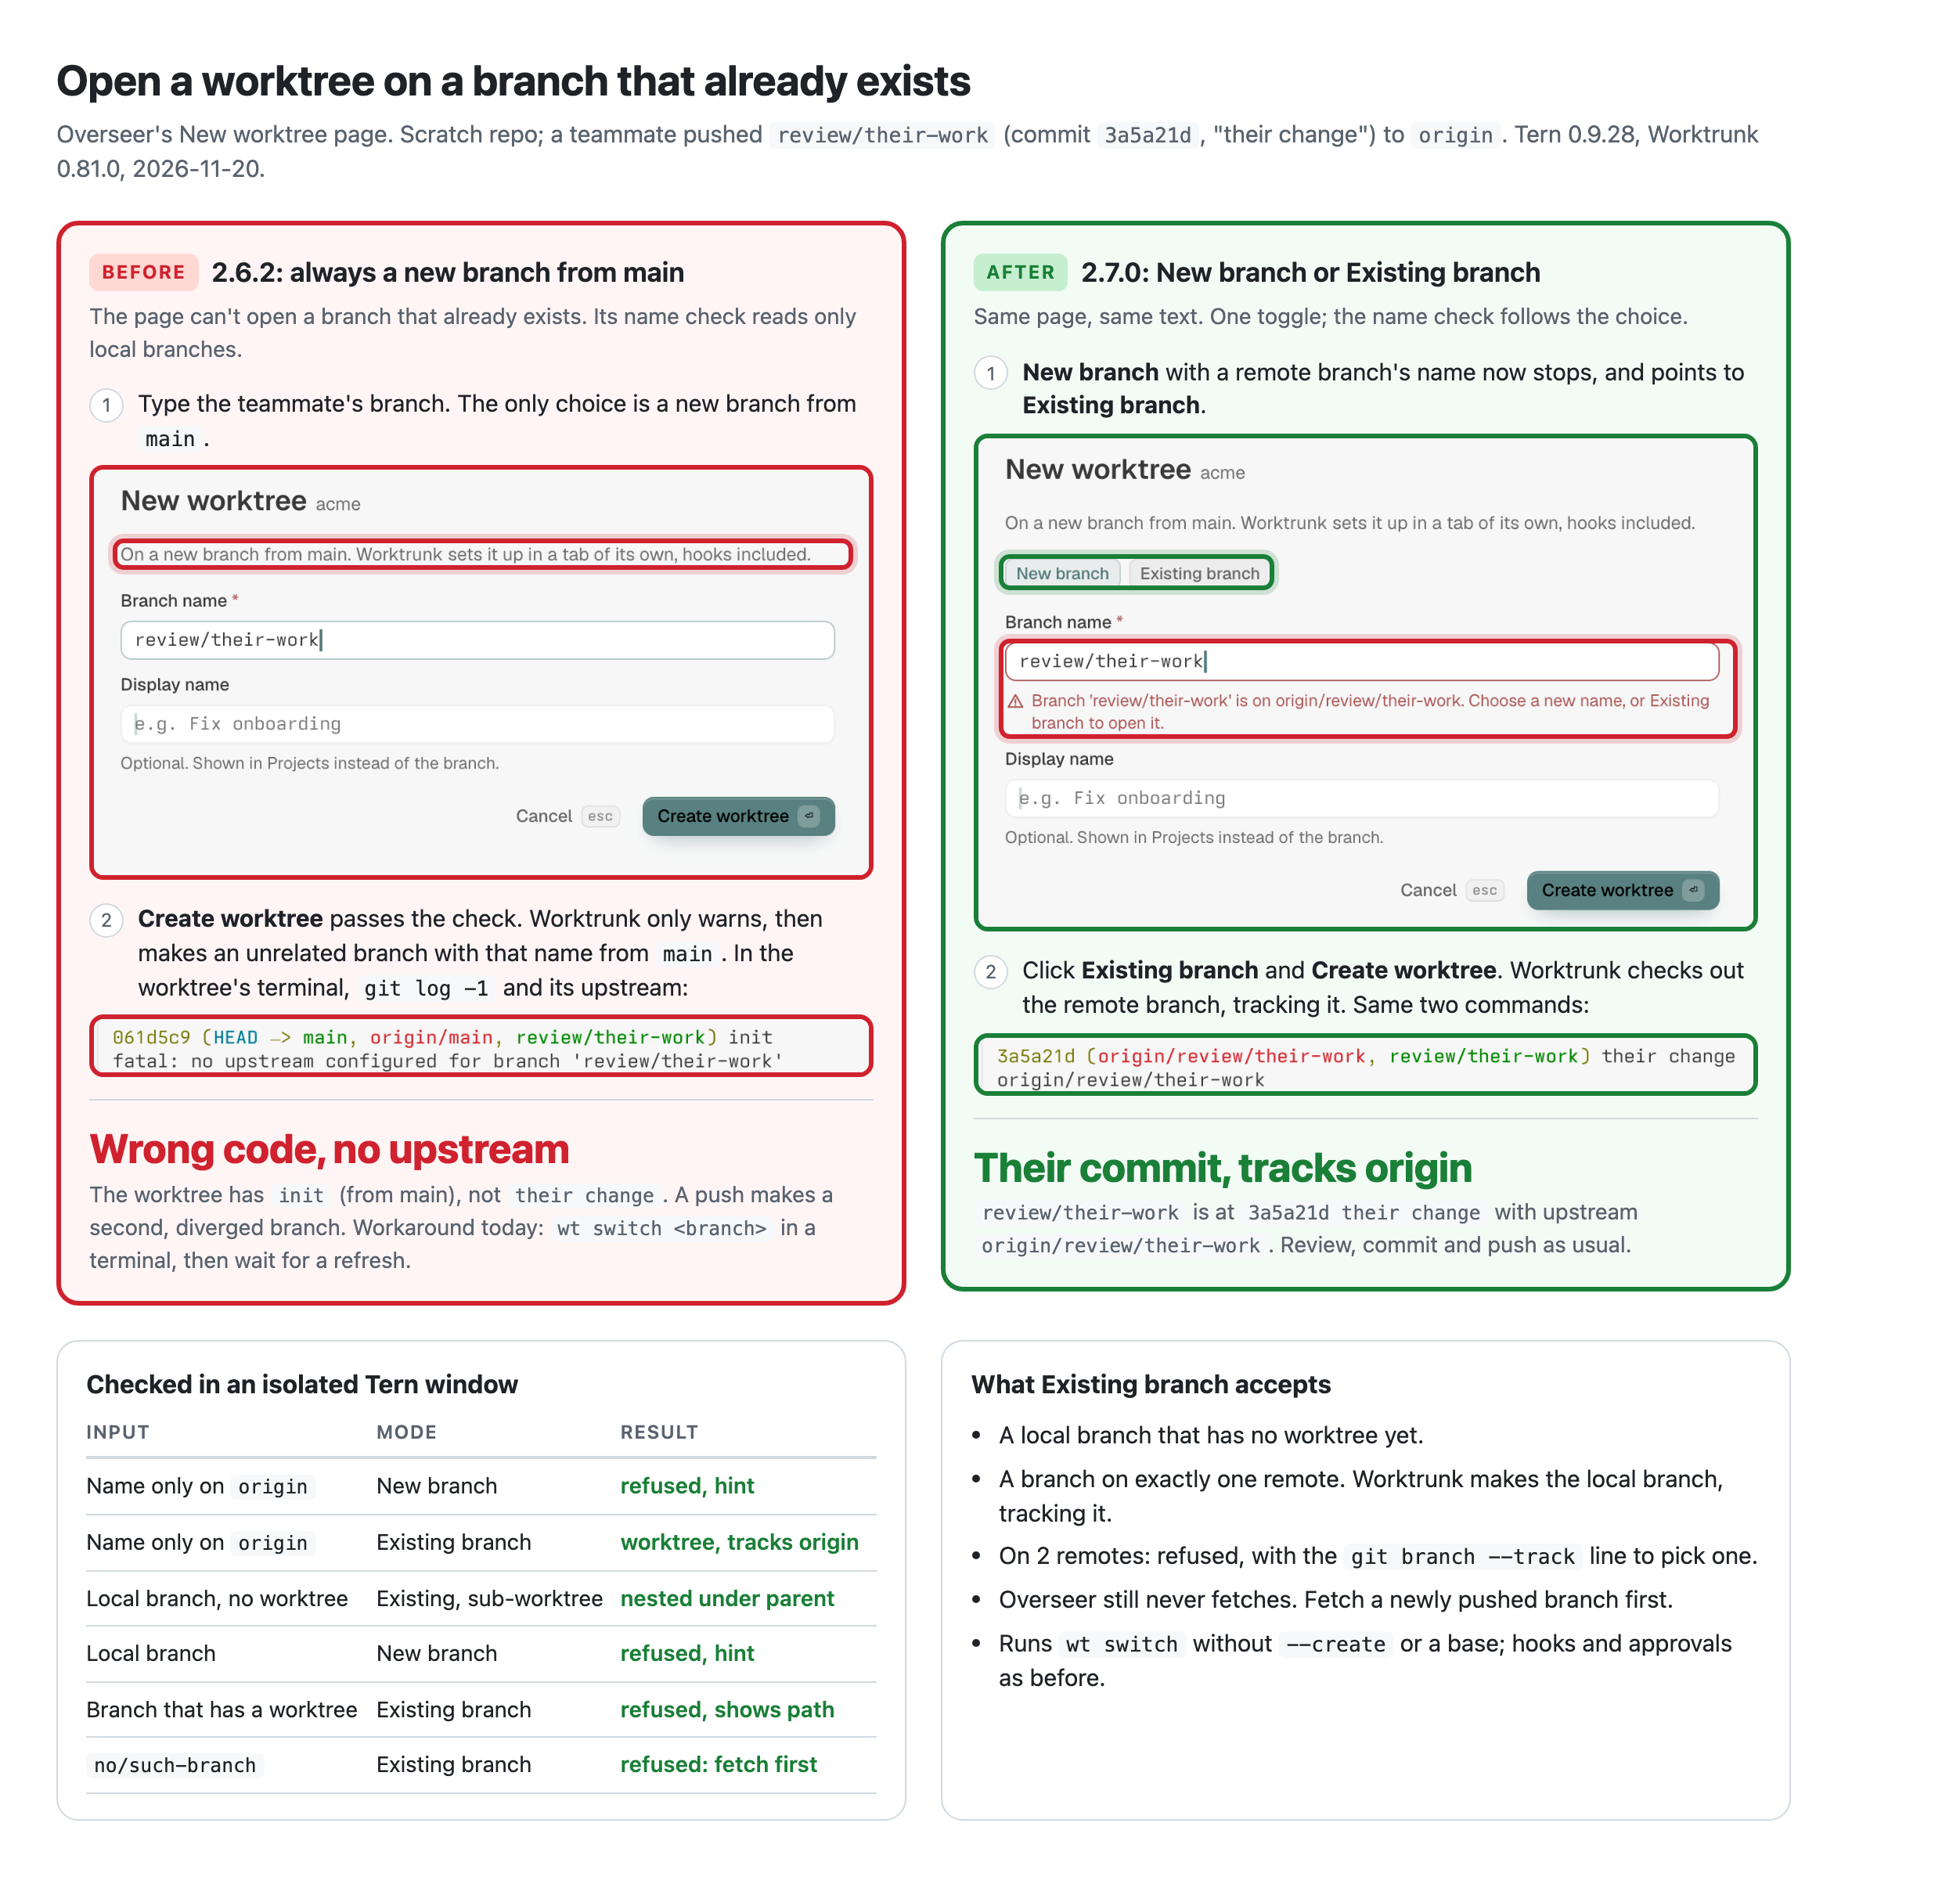 Open a worktree on a branch that already exists
Overseer's New worktree page. Scratch repo; a teammate pushed review/their-work (commit 3a5a21d, "their change") to origin. Tern 0.9.28, Worktrunk
0.81.0, 2026-11-20.
BEFORE 2.6.2: always a new branch from main
The page can't open a branch that already exists. Its name check reads only
local branches.
1 Type the teammate's branch. The only choice is a new branch from
main.
New worktree acme
On a new branch from main. Worktrunk sets it up in a tab of its own, hooks included.
Branch name *
review/their-work
Display name
e.g. Fix onboarding
Optional. Shown in Projects instead of the branch.
Cancel esc Create worktree ⏎
2 Create worktree passes the check. Worktrunk only warns, then
makes an unrelated branch with that name from main. In the
worktree's terminal, git log -1 and its upstream:
061d5c9 (HEAD -> main, origin/main, review/their-work) init
fatal: no upstream configured for branch 'review/their-work'
Wrong code, no upstream
The worktree has init (from main), not their change. A push makes a
second, diverged branch. Workaround today: wt switch <branch> in a
terminal, then wait for a refresh.
AFTER 2.7.0: New branch or Existing branch
Same page, same text. One toggle; the name check follows the choice.
1 New branch with a remote branch's name now stops, and points to
Existing branch.
New worktree acme
On a new branch from main. Worktrunk sets it up in a tab of its own, hooks included.
New branch Existing branch
Branch name *
review/their-work
⚠ Branch 'review/their-work' is on origin/review/their-work. Choose a new name, or Existing
branch to open it.
Display name
e.g. Fix onboarding
Optional. Shown in Projects instead of the branch.
Cancel esc Create worktree ⏎
2 Click Existing branch and Create worktree. Worktrunk checks out
the remote branch, tracking it. Same two commands:
3a5a21d (origin/review/their-work, review/their-work) their change
origin/review/their-work
Their commit, tracks origin
review/their-work is at 3a5a21d their change with upstream
origin/review/their-work. Review, commit and push as usual.
Checked in an isolated Tern window
INPUT MODE RESULT
Name only on origin New branch refused, hint
Name only on origin Existing branch worktree, tracks origin
Local branch, no worktree Existing, sub-worktree nested under parent
Local branch New branch refused, hint
Branch that has a worktree Existing branch refused, shows path
no/such-branch Existing branch refused: fetch first
What Existing branch accepts
• A local branch that has no worktree yet.
• A branch on exactly one remote. Worktrunk makes the local branch,
tracking it.
• On 2 remotes: refused, with the git branch --track line to pick one.
• Overseer still never fetches. Fetch a newly pushed branch first.
• Runs wt switch without --create or a base; hooks and approvals
as before.